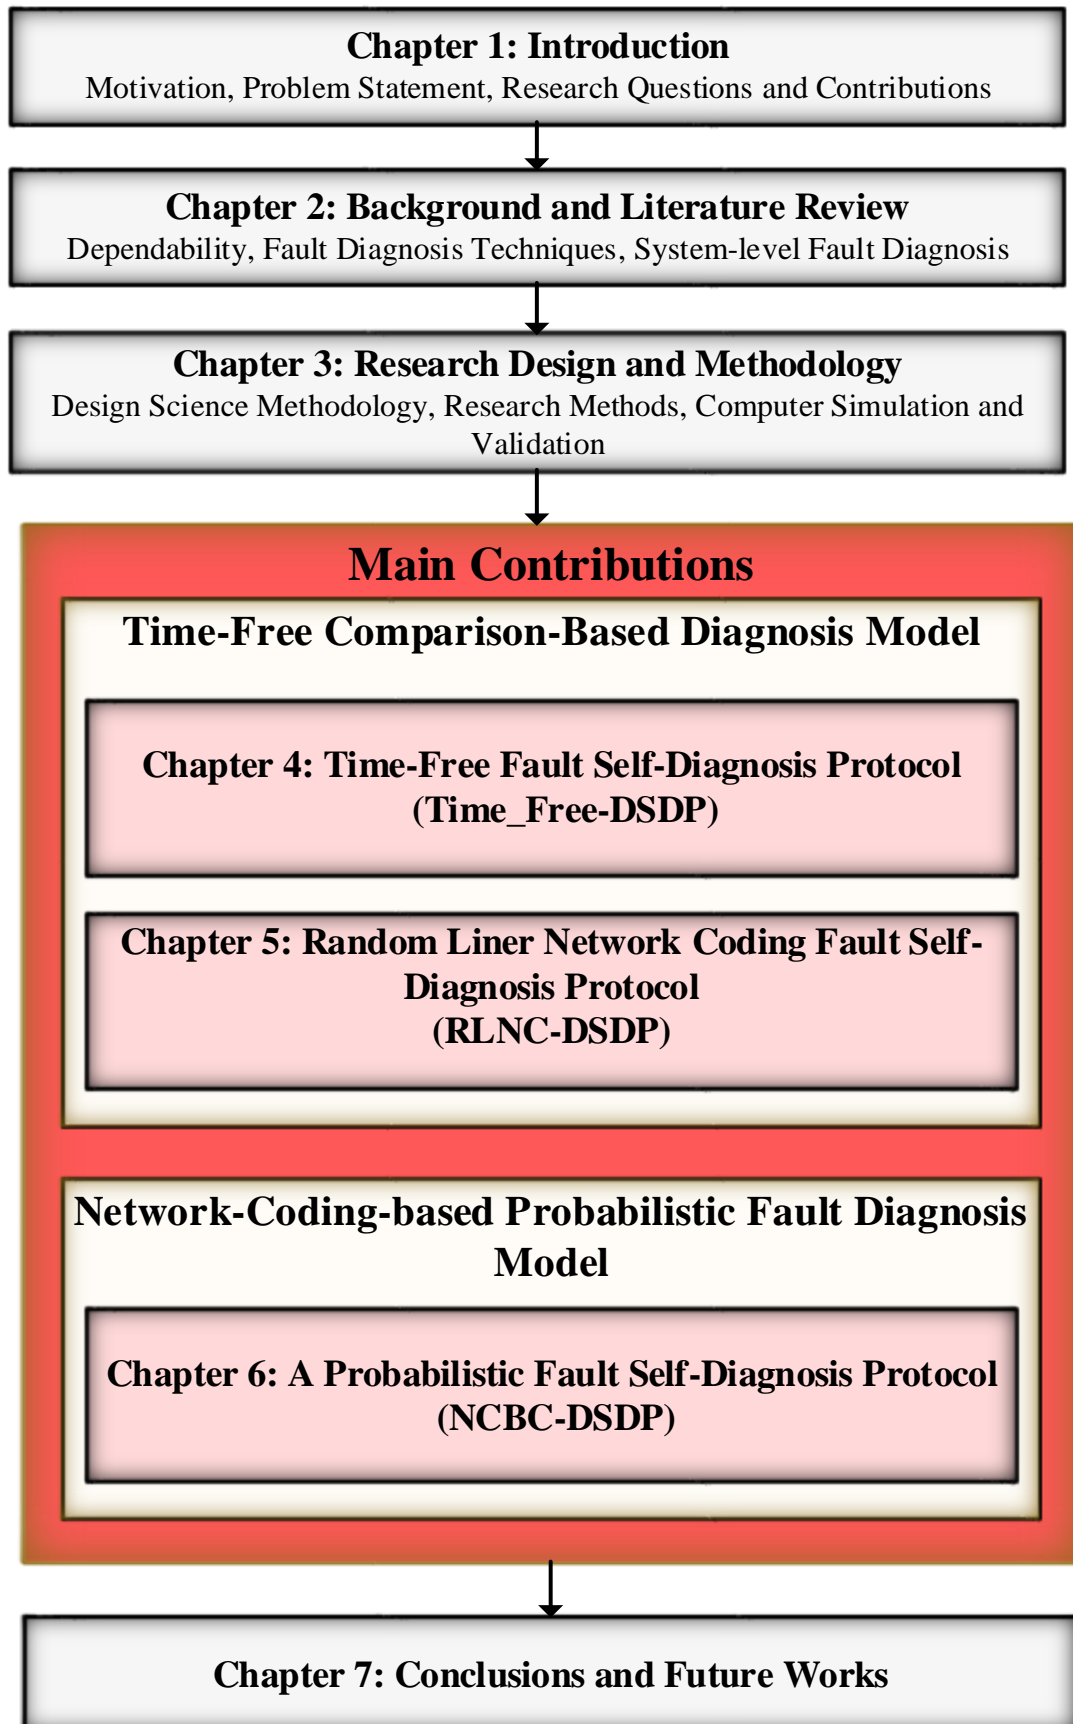 Chapter 1: Introduction
Motivation, Problem Statement, Research Questions and Contributions
Chapter 2: Background and Literature Review
Dependability, Fault Diagnosis Techniques, System-level Fault Diagnosis
Chapter 3: Research Design and Methodology
Design Science Methodology, Research Methods, Computer Simulation and
Validation
Main Contributions
Time-Free Comparison-Based Diagnosis Model
Chapter 4: Time-Free Fault Self-Diagnosis Protocol
(Time_Free-DSDP)
Chapter 5: Random Liner Network Coding Fault Self-
Diagnosis Protocol
(RLNC-DSDP)
Network-Coding-based Probabilistic Fault Diagnosis
Model
Chapter 6: A Probabilistic Fault Self-Diagnosis Protocol
(NCBC-DSDP)
Chapter 7: Conclusions and Future Works